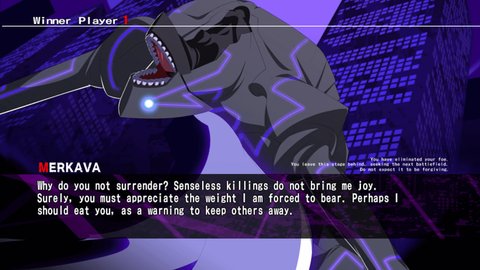 Winner Player 1
You have eliminated your foe.
You leave this stage behind, seeking the next battlefield.
Do not expect it to be forgiving.
MERKAVA
Why do you not surrender? Senseless killings do not bring me joy.
Surely, you must appreciate the weight I am forced to bear. Perhaps I
should eat you, as a warning to keep others away.